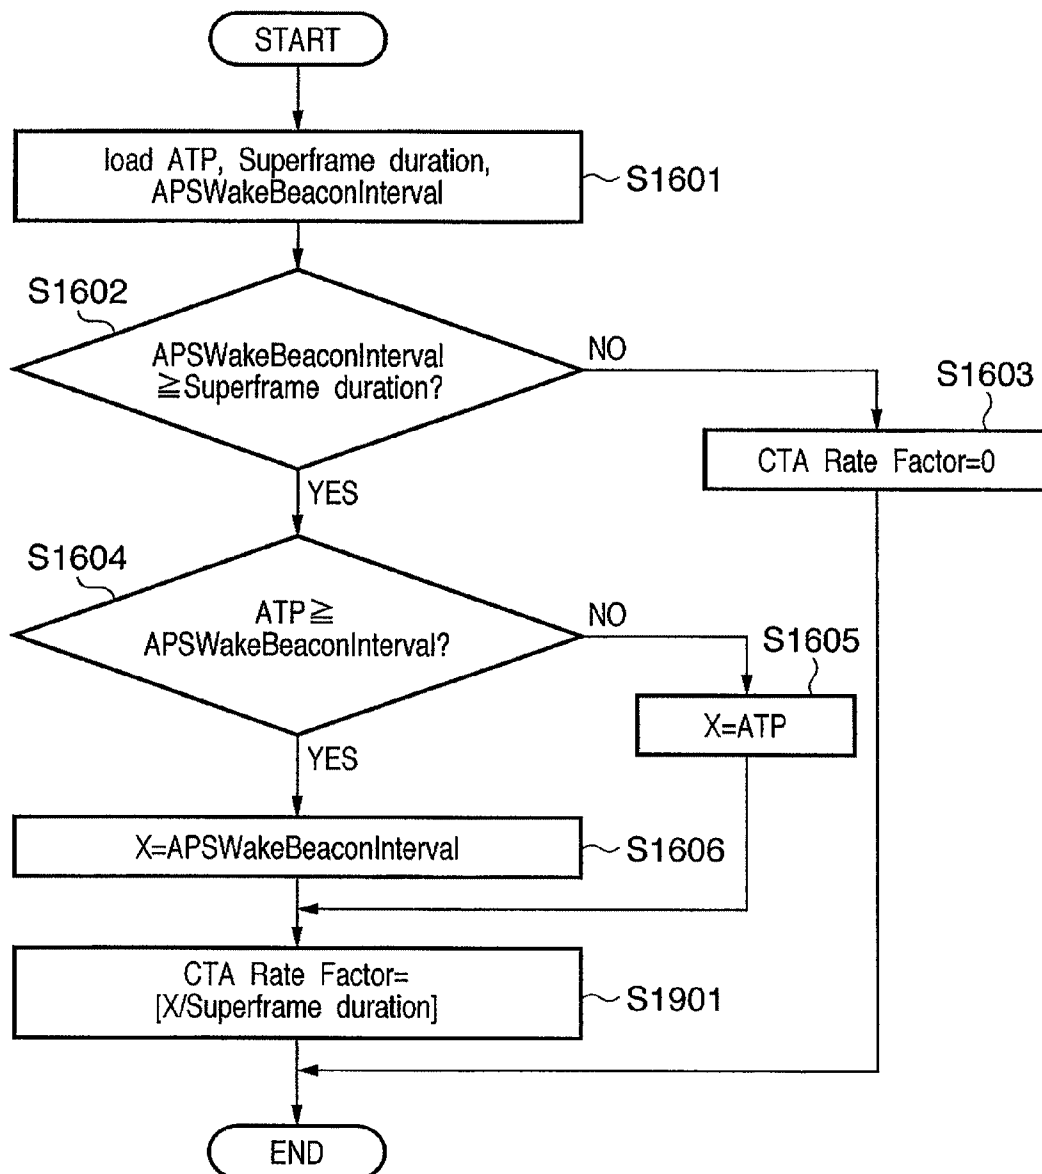 START
load ATP, Superframe duration,
APSWakeBeaconInterval
S1601
S1602
APSWakeBeaconInterval
≧Superframe duration?
NO
S1603
CTA Rate Factor=0
YES
S1604
ATP≧
APSWakeBeaconInterval?
NO
S1605
X=ATP
YES
X=APSWakeBeaconInterval
S1606
CTA Rate Factor=
[X/Superframe duration]
S1901
END